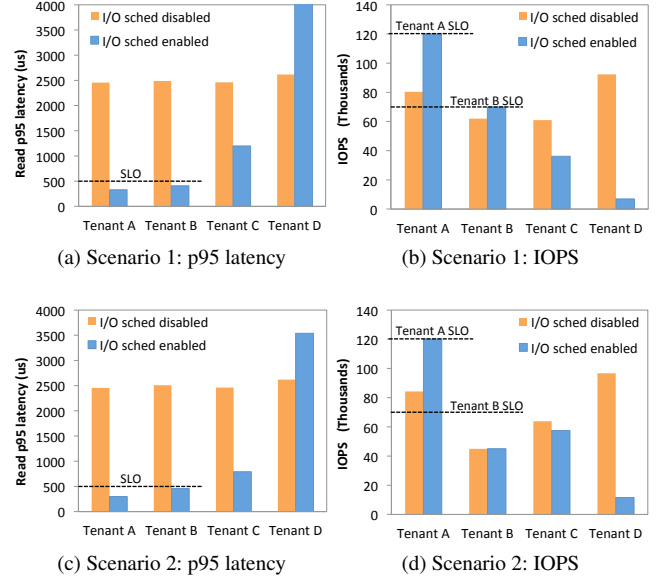 I/O sched disabled
I/O sched enabled
Read p95 latency (us)
4000
3500
3000
2500
2000
1500
1000
500
0
SLO
Tenant A Tenant B Tenant C Tenant D
(a) Scenario 1: p95 latency
I/O sched disabled
I/O sched enabled
IOPS (Thousands)
140
120
100
80
60
40
20
0
Tenant A SLO
Tenant B SLO
Tenant A Tenant B Tenant C Tenant D
(b) Scenario 1: IOPS
I/O sched disabled
I/O sched enabled
Read p95 latency (us)
4000
3500
3000
2500
2000
1500
1000
500
0
SLO
Tenant A Tenant B Tenant C Tenant D
(c) Scenario 2: p95 latency
I/O sched disabled
I/O sched enabled
IOPS (Thousands)
140
120
100
80
60
40
20
0
Tenant A SLO
Tenant B SLO
Tenant A Tenant B Tenant C Tenant D
(d) Scenario 2: IOPS